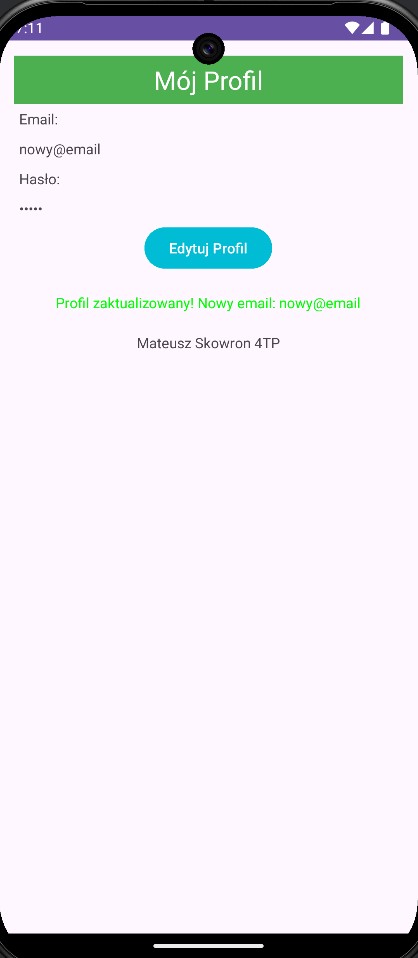 7:11
Mój Profil
Email:
nowy@email
Hasło:
•••••
Edytuj Profil
Profil zaktualizowany! Nowy email: nowy@email
Mateusz Skowron 4TP